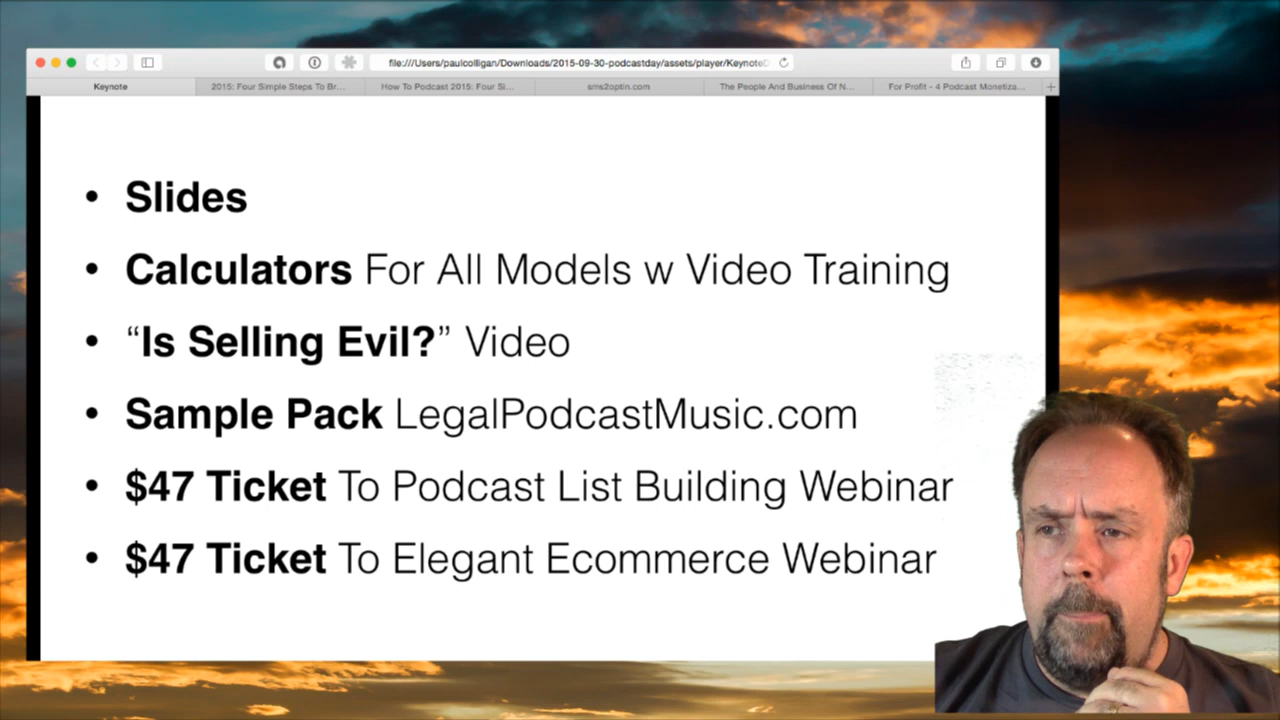 file:///Users/paulcolligan/Downloads/2015-09-30-podcastday/assets/player/Keynote
Keynote
2015: Four Simple Steps To Br...
How To Podcast 2015: Four Si...
sms2optin.com
The People And Business Of N...
For Profit - 4 Podcast Monetiza...
• Slides
• Calculators For All Models w Video Training
• “Is Selling Evil?” Video
• Sample Pack LegalPodcastMusic.com
• $47 Ticket To Podcast List Building Webinar
• $47 Ticket To Elegant Ecommerce Webinar